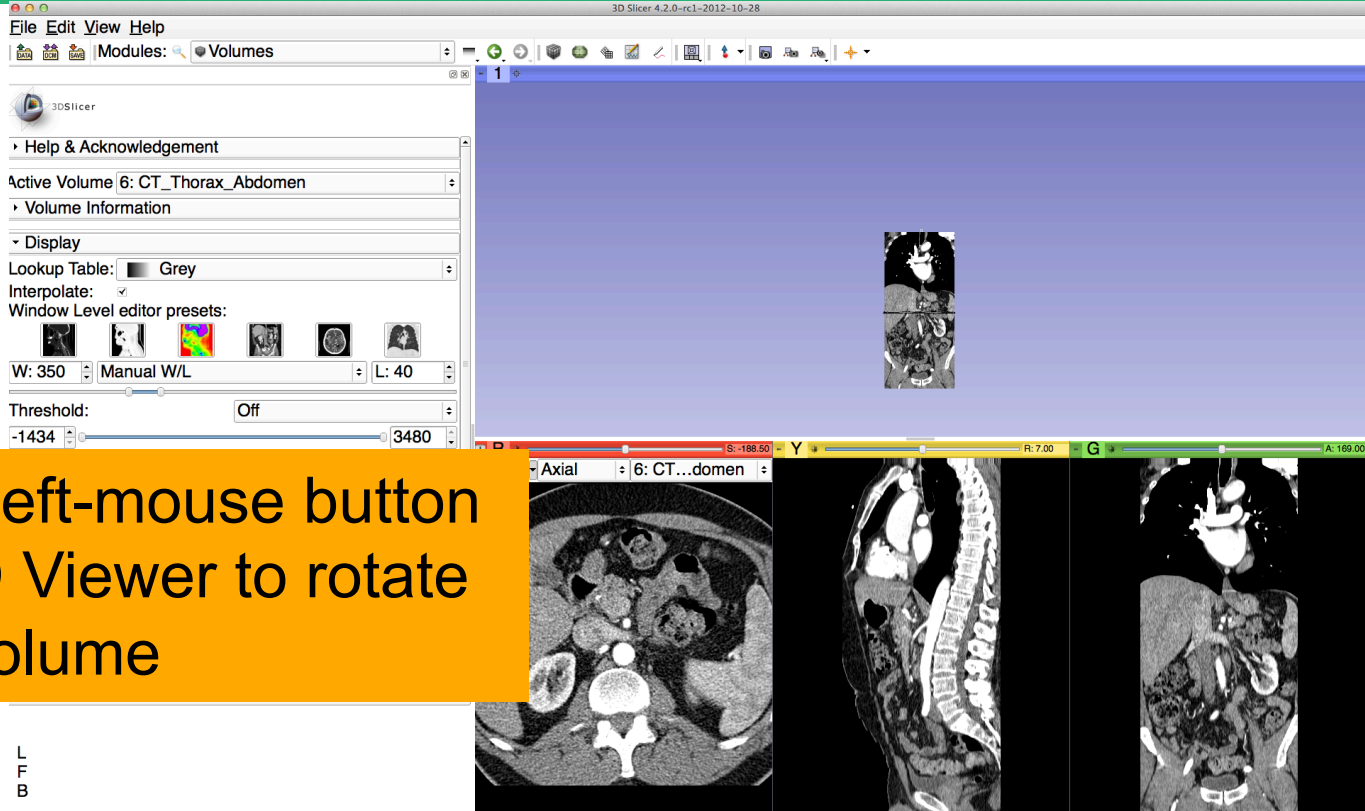 3D Slicer 4.2.0-rc1-2012-10-28
File Edit View Help
DATA DCM SAVE Modules: Volumes
1
3DSlicer
Help & Acknowledgement
Active Volume 6: CT_Thorax_Abdomen
Volume Information
Display
Lookup Table: Grey
Interpolate:
Window Level editor presets:
W: 350 Manual W/L L: 40
Threshold: Off
-1434 3480
R S: -188.50 Y R: 7.00 G A: 169.00
Axial 6: CT...domen
eft-mouse button
Viewer to rotate
olume
L
F
B